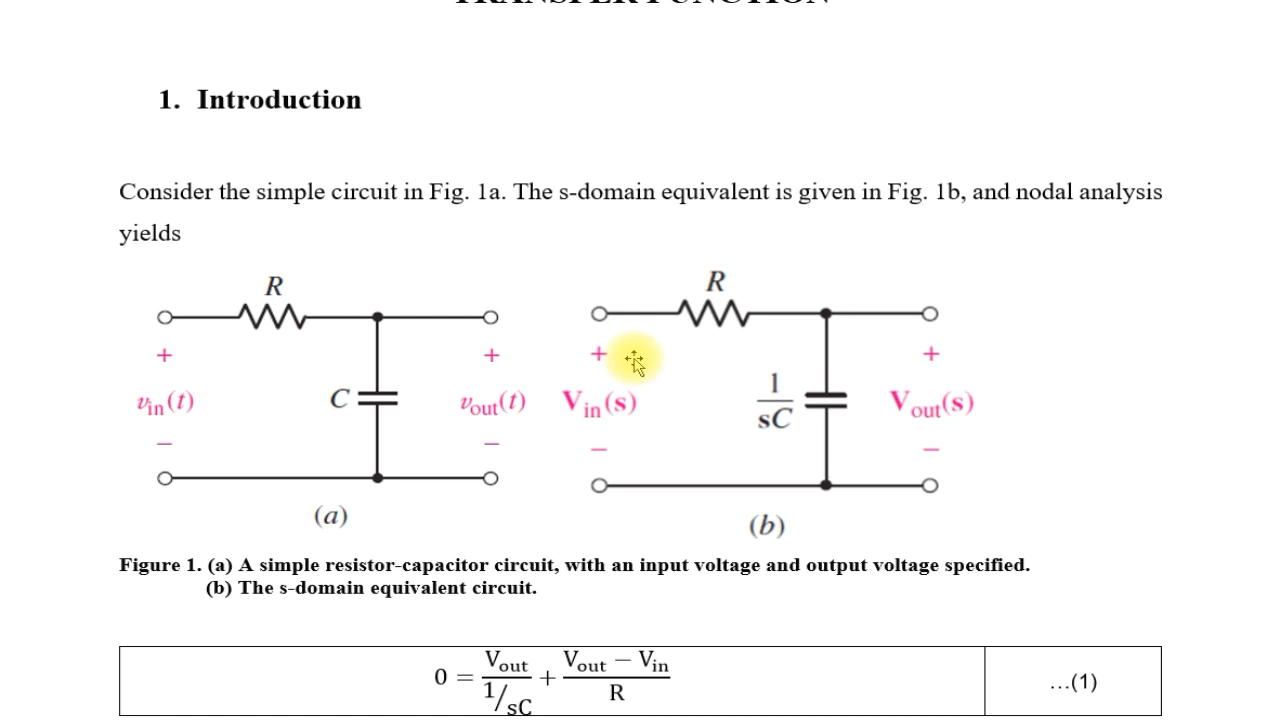 TRANSFER FUNCTION
1. Introduction
Consider the simple circuit in Fig. 1a. The s-domain equivalent is given in Fig. 1b, and nodal analysis
yields
R
+
vin(t)
−
C
+
vout(t)
−
(a)
R
+
Vin(s)
−
1
sC
+
Vout(s)
−
(b)
Figure 1. (a) A simple resistor-capacitor circuit, with an input voltage and output voltage specified.
(b) The s-domain equivalent circuit.
0 = Vout / 1/sC + Vout − Vin / R
...(1)